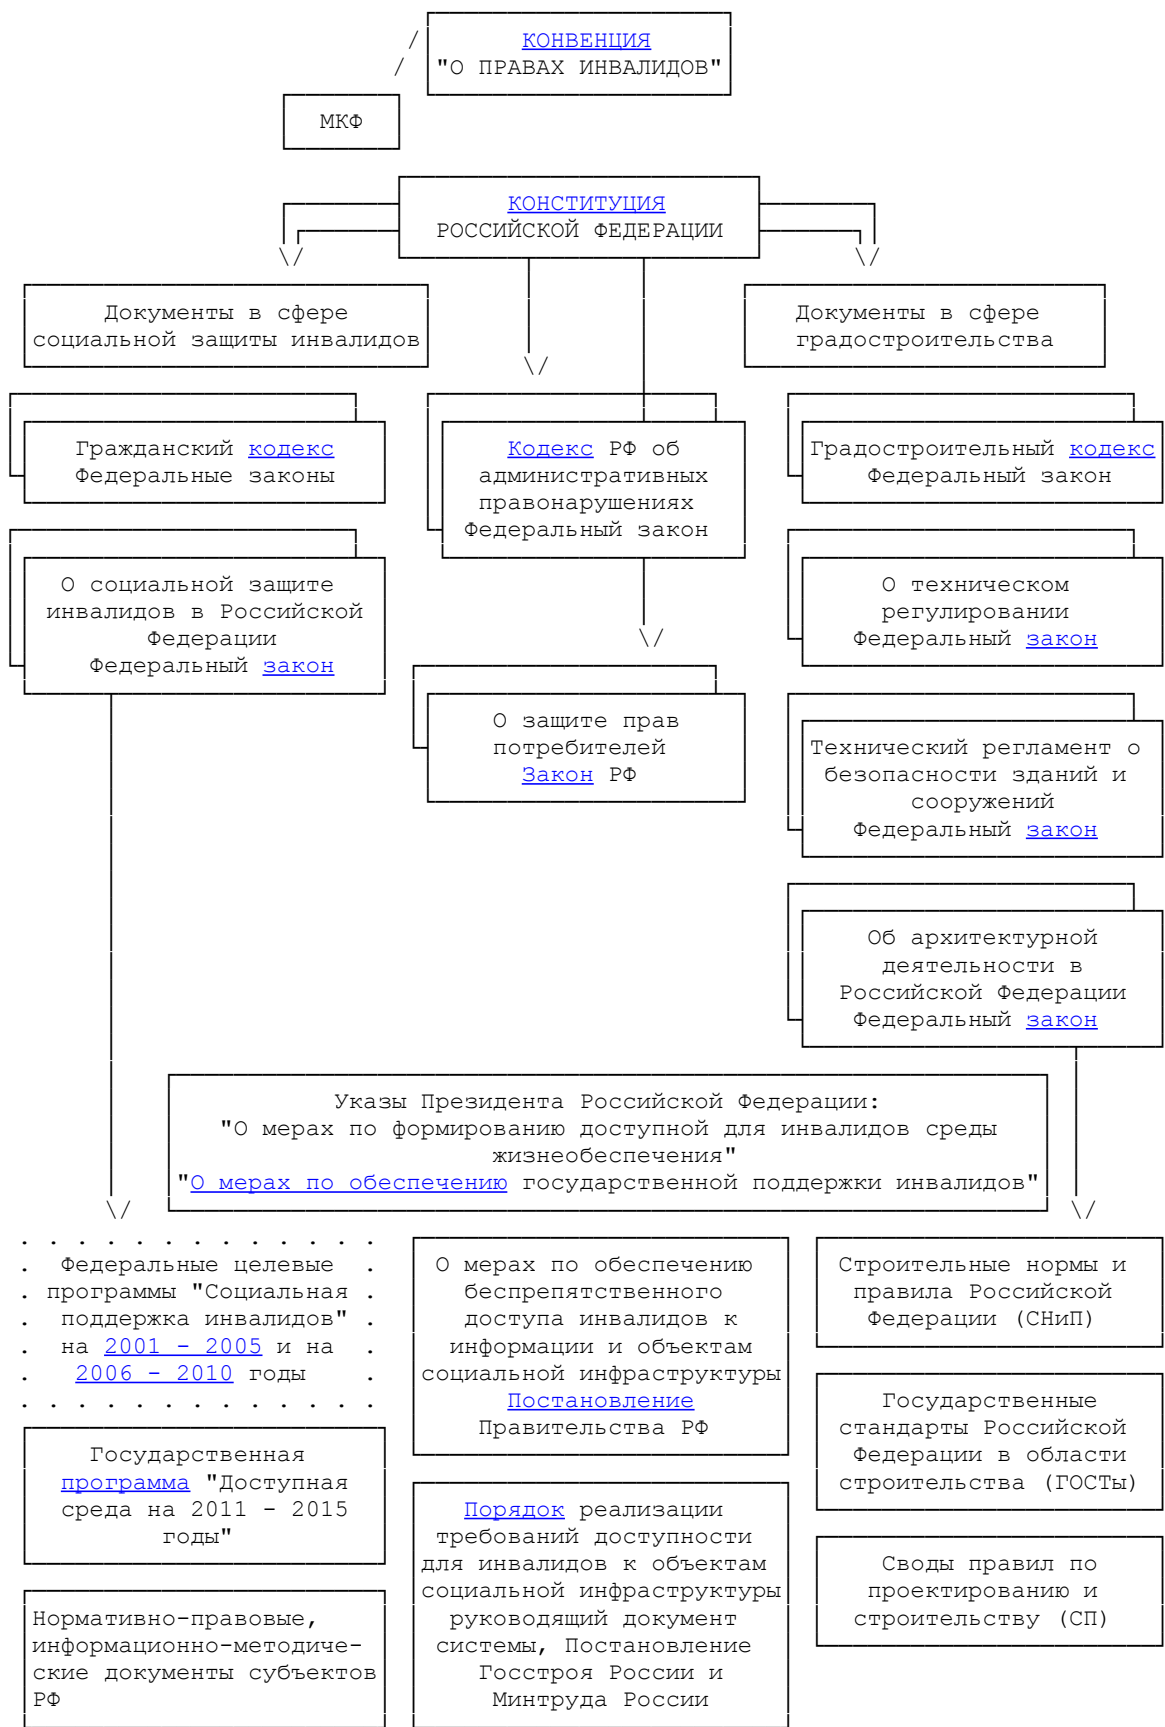 КОНВЕНЦИЯ
"О ПРАВАХ ИНВАЛИДОВ"
МКФ
КОНСТИТУЦИЯ
РОССИЙСКОЙ ФЕДЕРАЦИИ
Документы в сфере
социальной защиты инвалидов
Документы в сфере
градостроительства
Гражданский кодекс
Федеральные законы
Кодекс РФ об
административных
правонарушениях
Федеральный закон
Градостроительный кодекс
Федеральный закон
О социальной защите
инвалидов в Российской
Федерации
Федеральный закон
О техническом
регулировании
Федеральный закон
О защите прав
потребителей
Закон РФ
Технический регламент о
безопасности зданий и
сооружений
Федеральный закон
Об архитектурной
деятельности в
Российской Федерации
Федеральный закон
Указы Президента Российской Федерации:
"О мерах по формированию доступной для инвалидов среды
жизнеобеспечения"
"О мерах по обеспечению государственной поддержки инвалидов"
Федеральные целевые
программы "Социальная
поддержка инвалидов"
на 2001 - 2005 и на
2006 - 2010 годы
О мерах по обеспечению
беспрепятственного
доступа инвалидов к
информации и объектам
социальной инфраструктуры
Постановление
Правительства РФ
Строительные нормы и
правила Российской
Федерации (СНиП)
Государственные
стандарты Российской
Федерации в области
строительства (ГОСТы)
Государственная
программа "Доступная
среда на 2011 - 2015
годы"
Порядок реализации
требований доступности
для инвалидов к объектам
социальной инфраструктуры
руководящий документ
системы, Постановление
Госстроя России и
Минтруда России
Своды правил по
проектированию и
строительству (СП)
Нормативно-правовые,
информационно-методиче-
ские документы субъектов
РФ